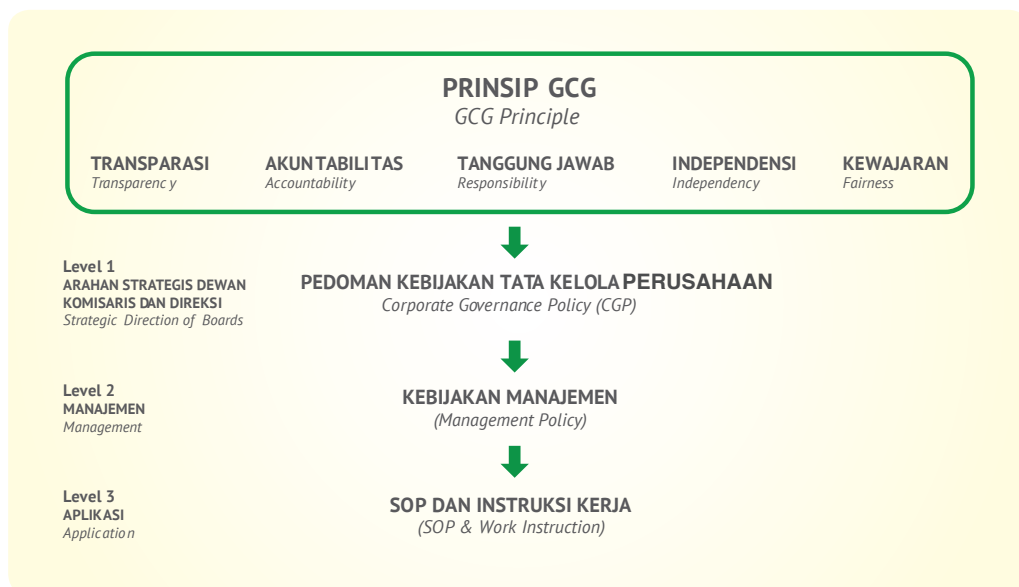 PRINSIP GCG
GCG Principle
TRANSPARASI AKUNTABILITAS TANGGUNG JAWAB INDEPENDENSI KEWAJARAN
Transparency Accountability Responsibility Independency Fairness
Level 1
ARAHAN STRATEGIS DEWAN
KOMISARIS DAN DIREKSI
Strategic Direction of Boards
PEDOMAN KEBIJAKAN TATA KELOLA PERUSAHAAN
Corporate Governance Policy (CGP)
Level 2
MANAJEMEN
Management
KEBIJAKAN MANAJEMEN
(Management Policy)
Level 3
APLIKASI
Application
SOP DAN INSTRUKSI KERJA
(SOP & Work Instruction)